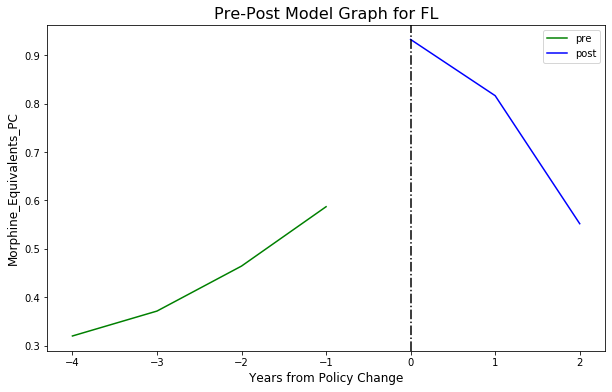 Pre-Post Model Graph for FL
pre
post
0.9
0.8
0.7
0.6
0.5
0.4
0.3
Morphine_Equivalents_PC
−4
−3
−2
−1
0
1
2
Years from Policy Change